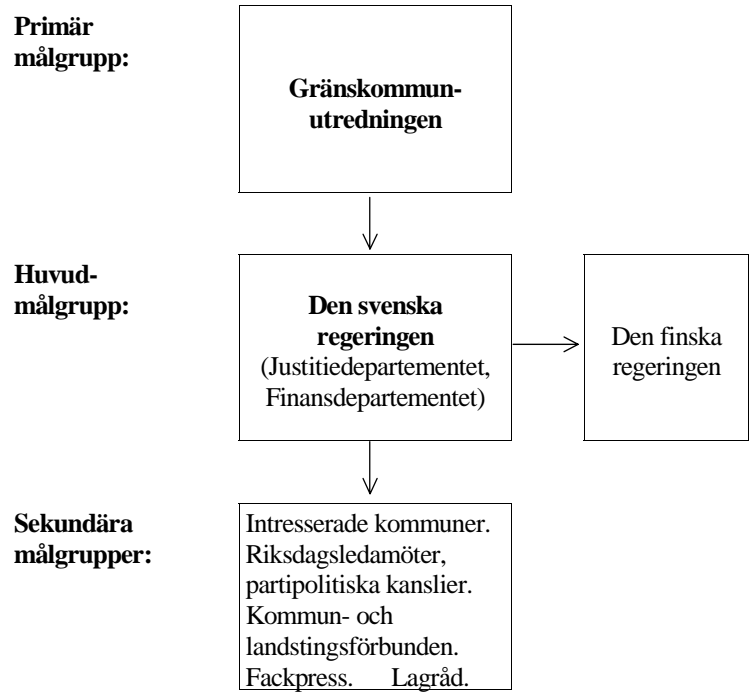 Primär
målgrupp:
Gränskommun-
utredningen
Huvud-
målgrupp:
Den svenska
regeringen
(Justitiedepartementet,
Finansdepartementet)
Den finska
regeringen
Sekundära
målgrupper:
Intresserade kommuner.
Riksdagsledamöter,
partipolitiska kanslier.
Kommun- och
landstingsförbunden.
Fackpress. Lagråd.